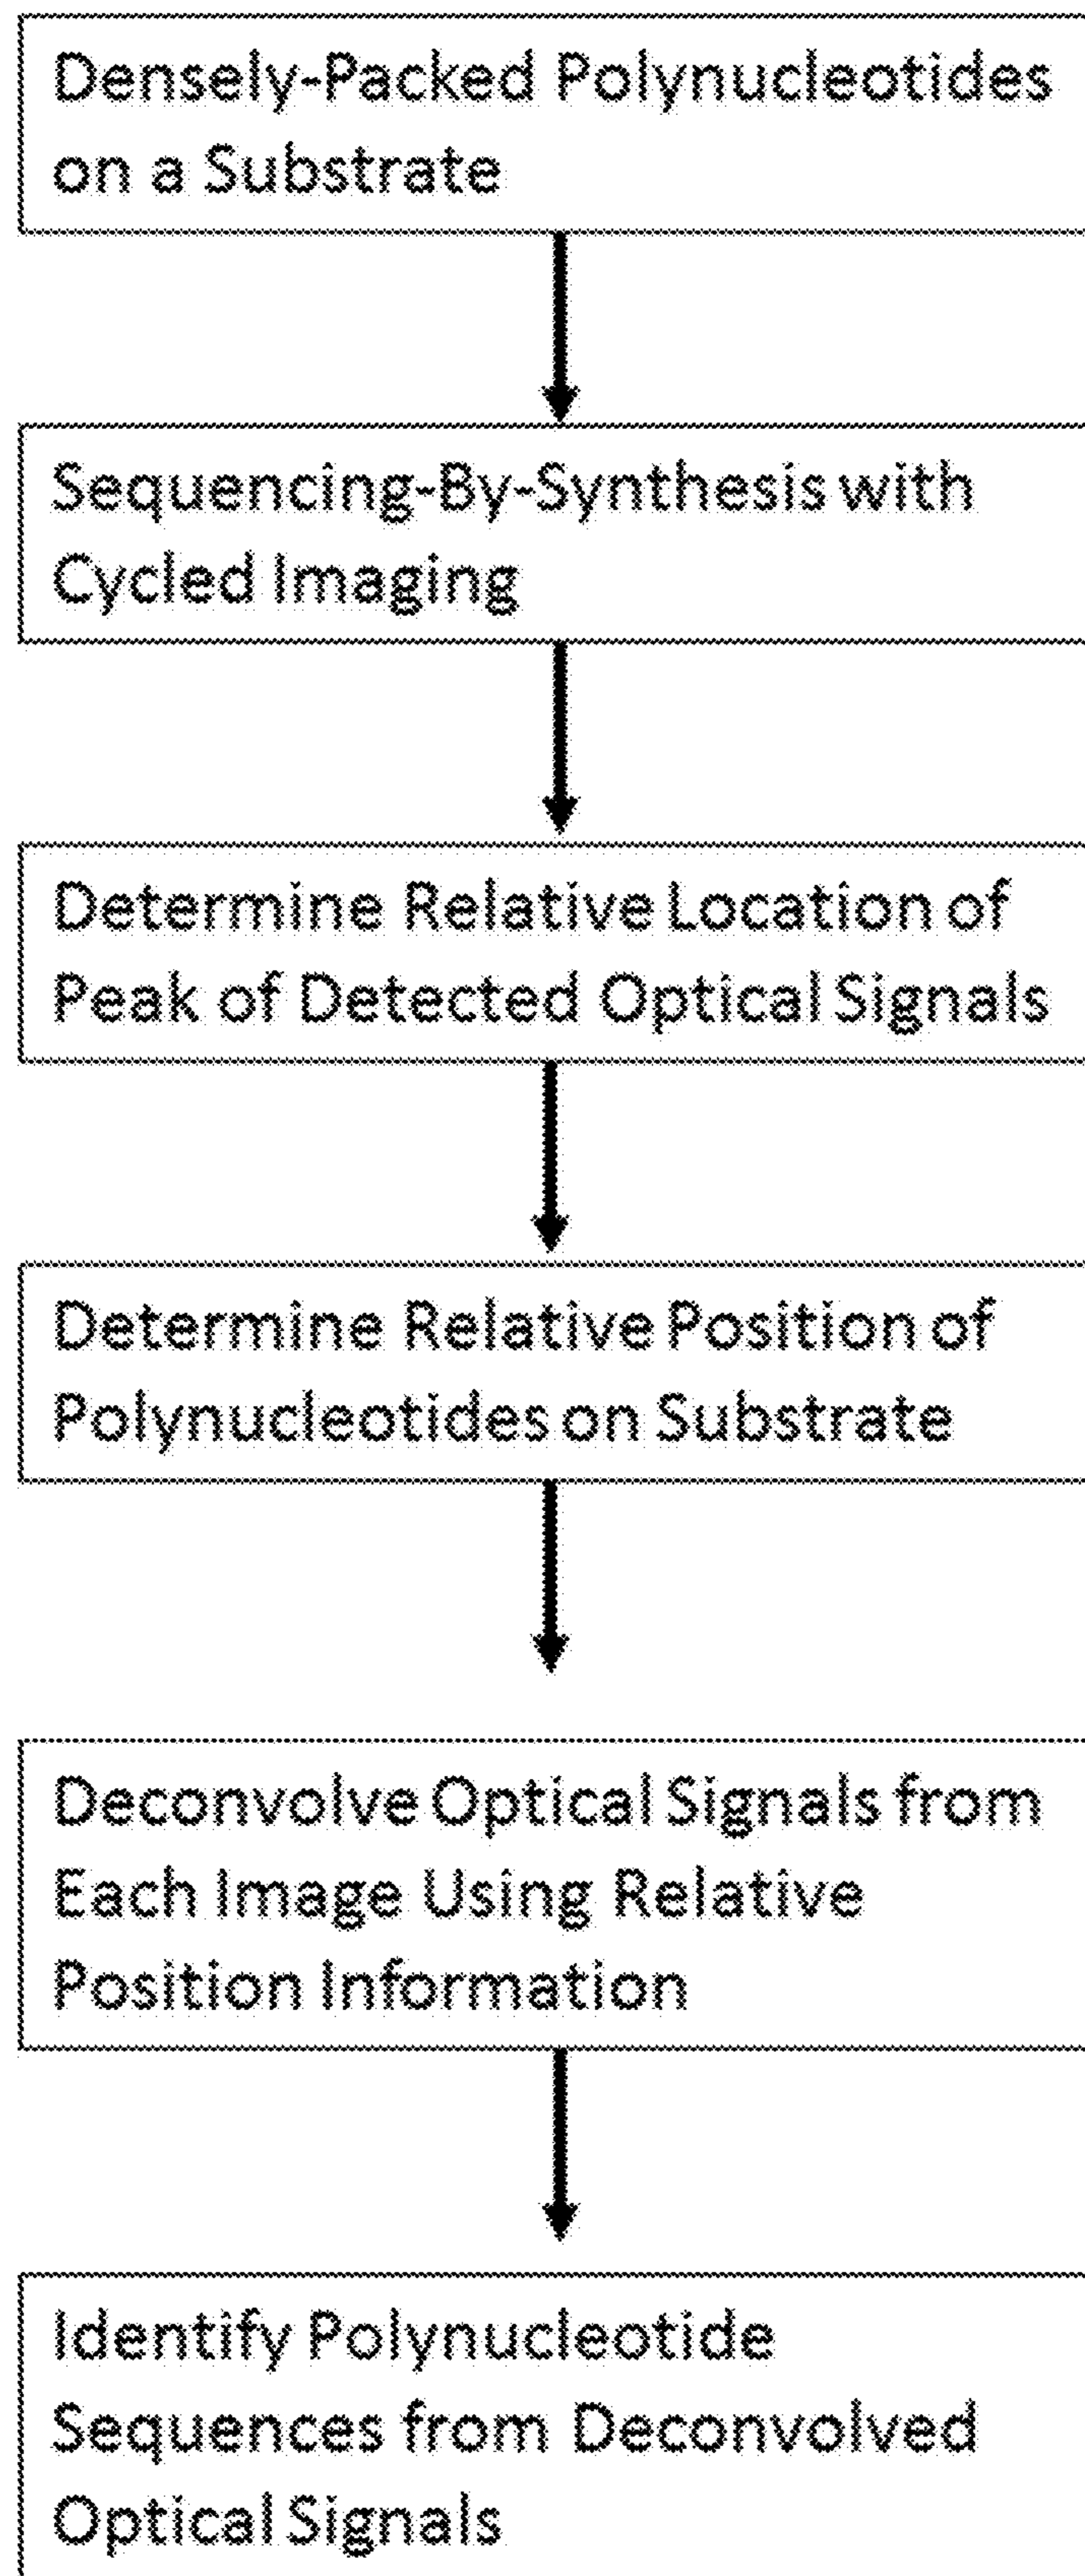 Densely-Packed Polynucleotides
on a Substrate
Sequencing-By-Synthesis with
Cycled Imaging
Determine Relative Location of
Peak of Detected Optical Signals
Determine Relative Position of
Polynucleotides on Substrate
Deconvolve Optical Signals from
Each Image Using Relative
Position Information
Identify Polynucleotide
Sequences from Deconvolved
Optical Signals